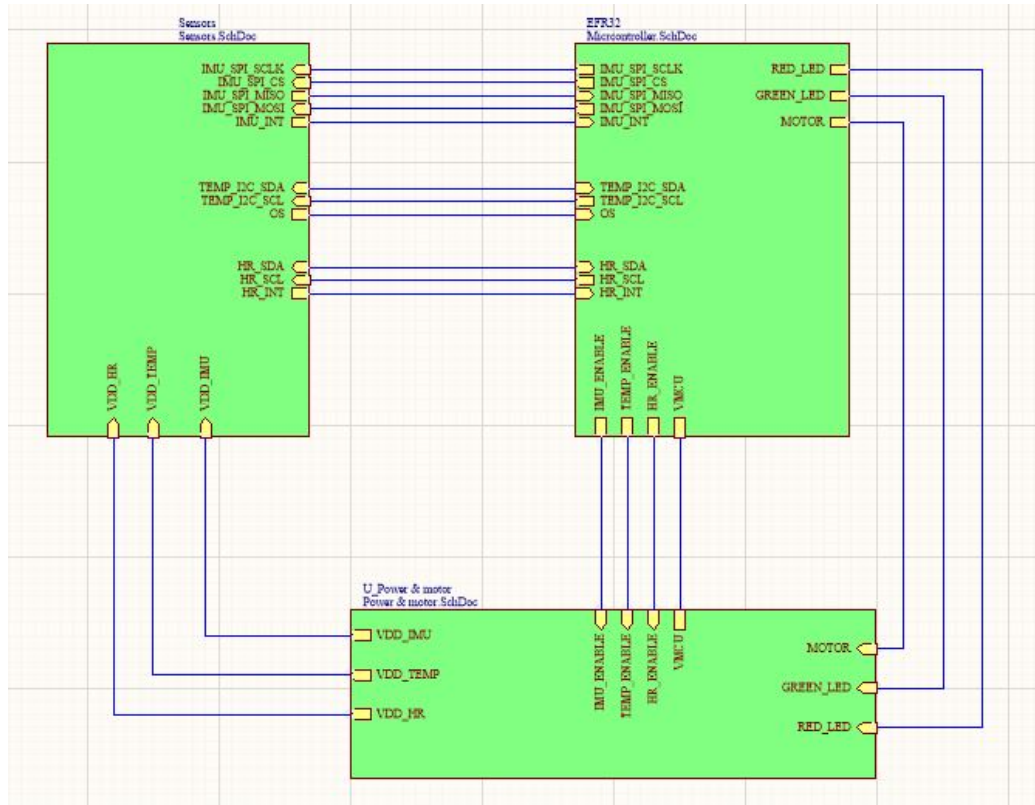 Sensors
Sensors.SchDoc
IMU_SPI_SCLK
IMU_SPI_CS
IMU_SPI_MISO
IMU_SPI_MOSI
IMU_INT
TEMP_I2C_SDA
TEMP_I2C_SCL
OS
HR_SDA
HR_SCL
HR_INT
VDD_HR
VDD_TEMP
VDD_IMU
EFR32
Microntroller.SchDoc
IMU_SPI_SCLK
IMU_SPI_CS
IMU_SPI_MISO
IMU_SPI_MOSI
IMU_INT
TEMP_I2C_SDA
TEMP_I2C_SCL
OS
HR_SDA
HR_SCL
HR_INT
RED_LED
GREEN_LED
MOTOR
IMU_ENABLE
TEMP_ENABLE
HR_ENABLE
VMCU
U_Power & motor
Power & motor.SchDoc
VDD_IMU
VDD_TEMP
VDD_HR
IMU_ENABLE
TEMP_ENABLE
HR_ENABLE
VMCU
MOTOR
GREEN_LED
RED_LED